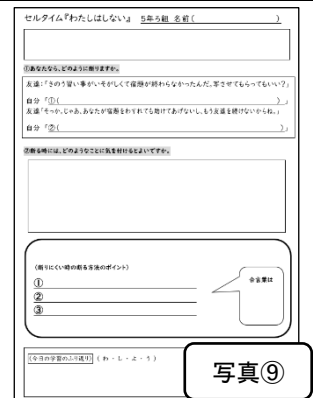 セルタイム『わたしはしない』 5年ろ組 名前(　　　　　)
①あなたなら、どのように断りますか。
友達:「きのう習い事がいそがしくて宿題が終わらなかったんだ。写させてもらってもいい?」
自分「①(　　　　　)」
友達「そっか。じゃあ、あなたが宿題をわすれても助けてあげないし、もう友達を続けないからね。」
自分「②(　　　　　)」
②断る時には、どのようなことに気を付けるとよいですか。
(断りにくい時の断る方法のポイント)
合言葉は
①
②
③
(今日の学習のふり返り) (わ・し・よ・う)
写真⑨